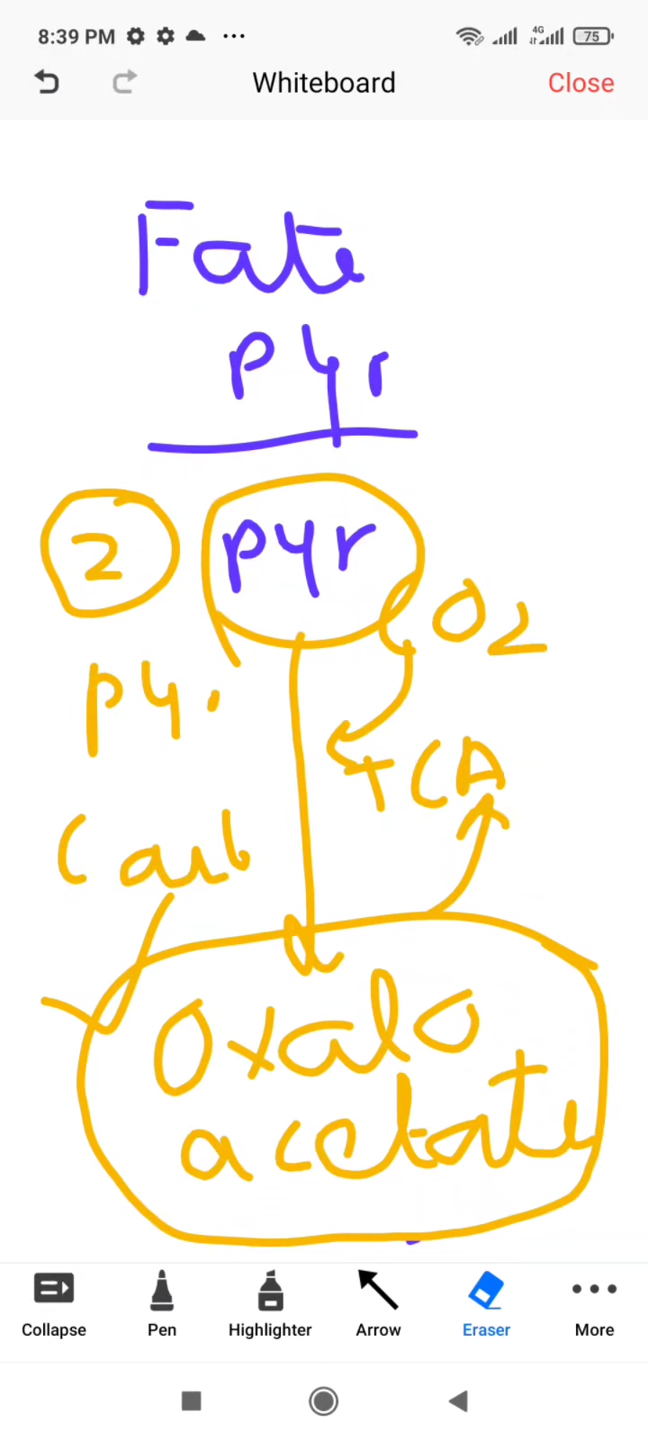 8:39 PM 4G 75
Whiteboard Close
Fate
pyr
2 pyr O2
py.
TCA
Carb
Oxalo
acetate
Collapse Pen Highlighter Arrow Eraser More